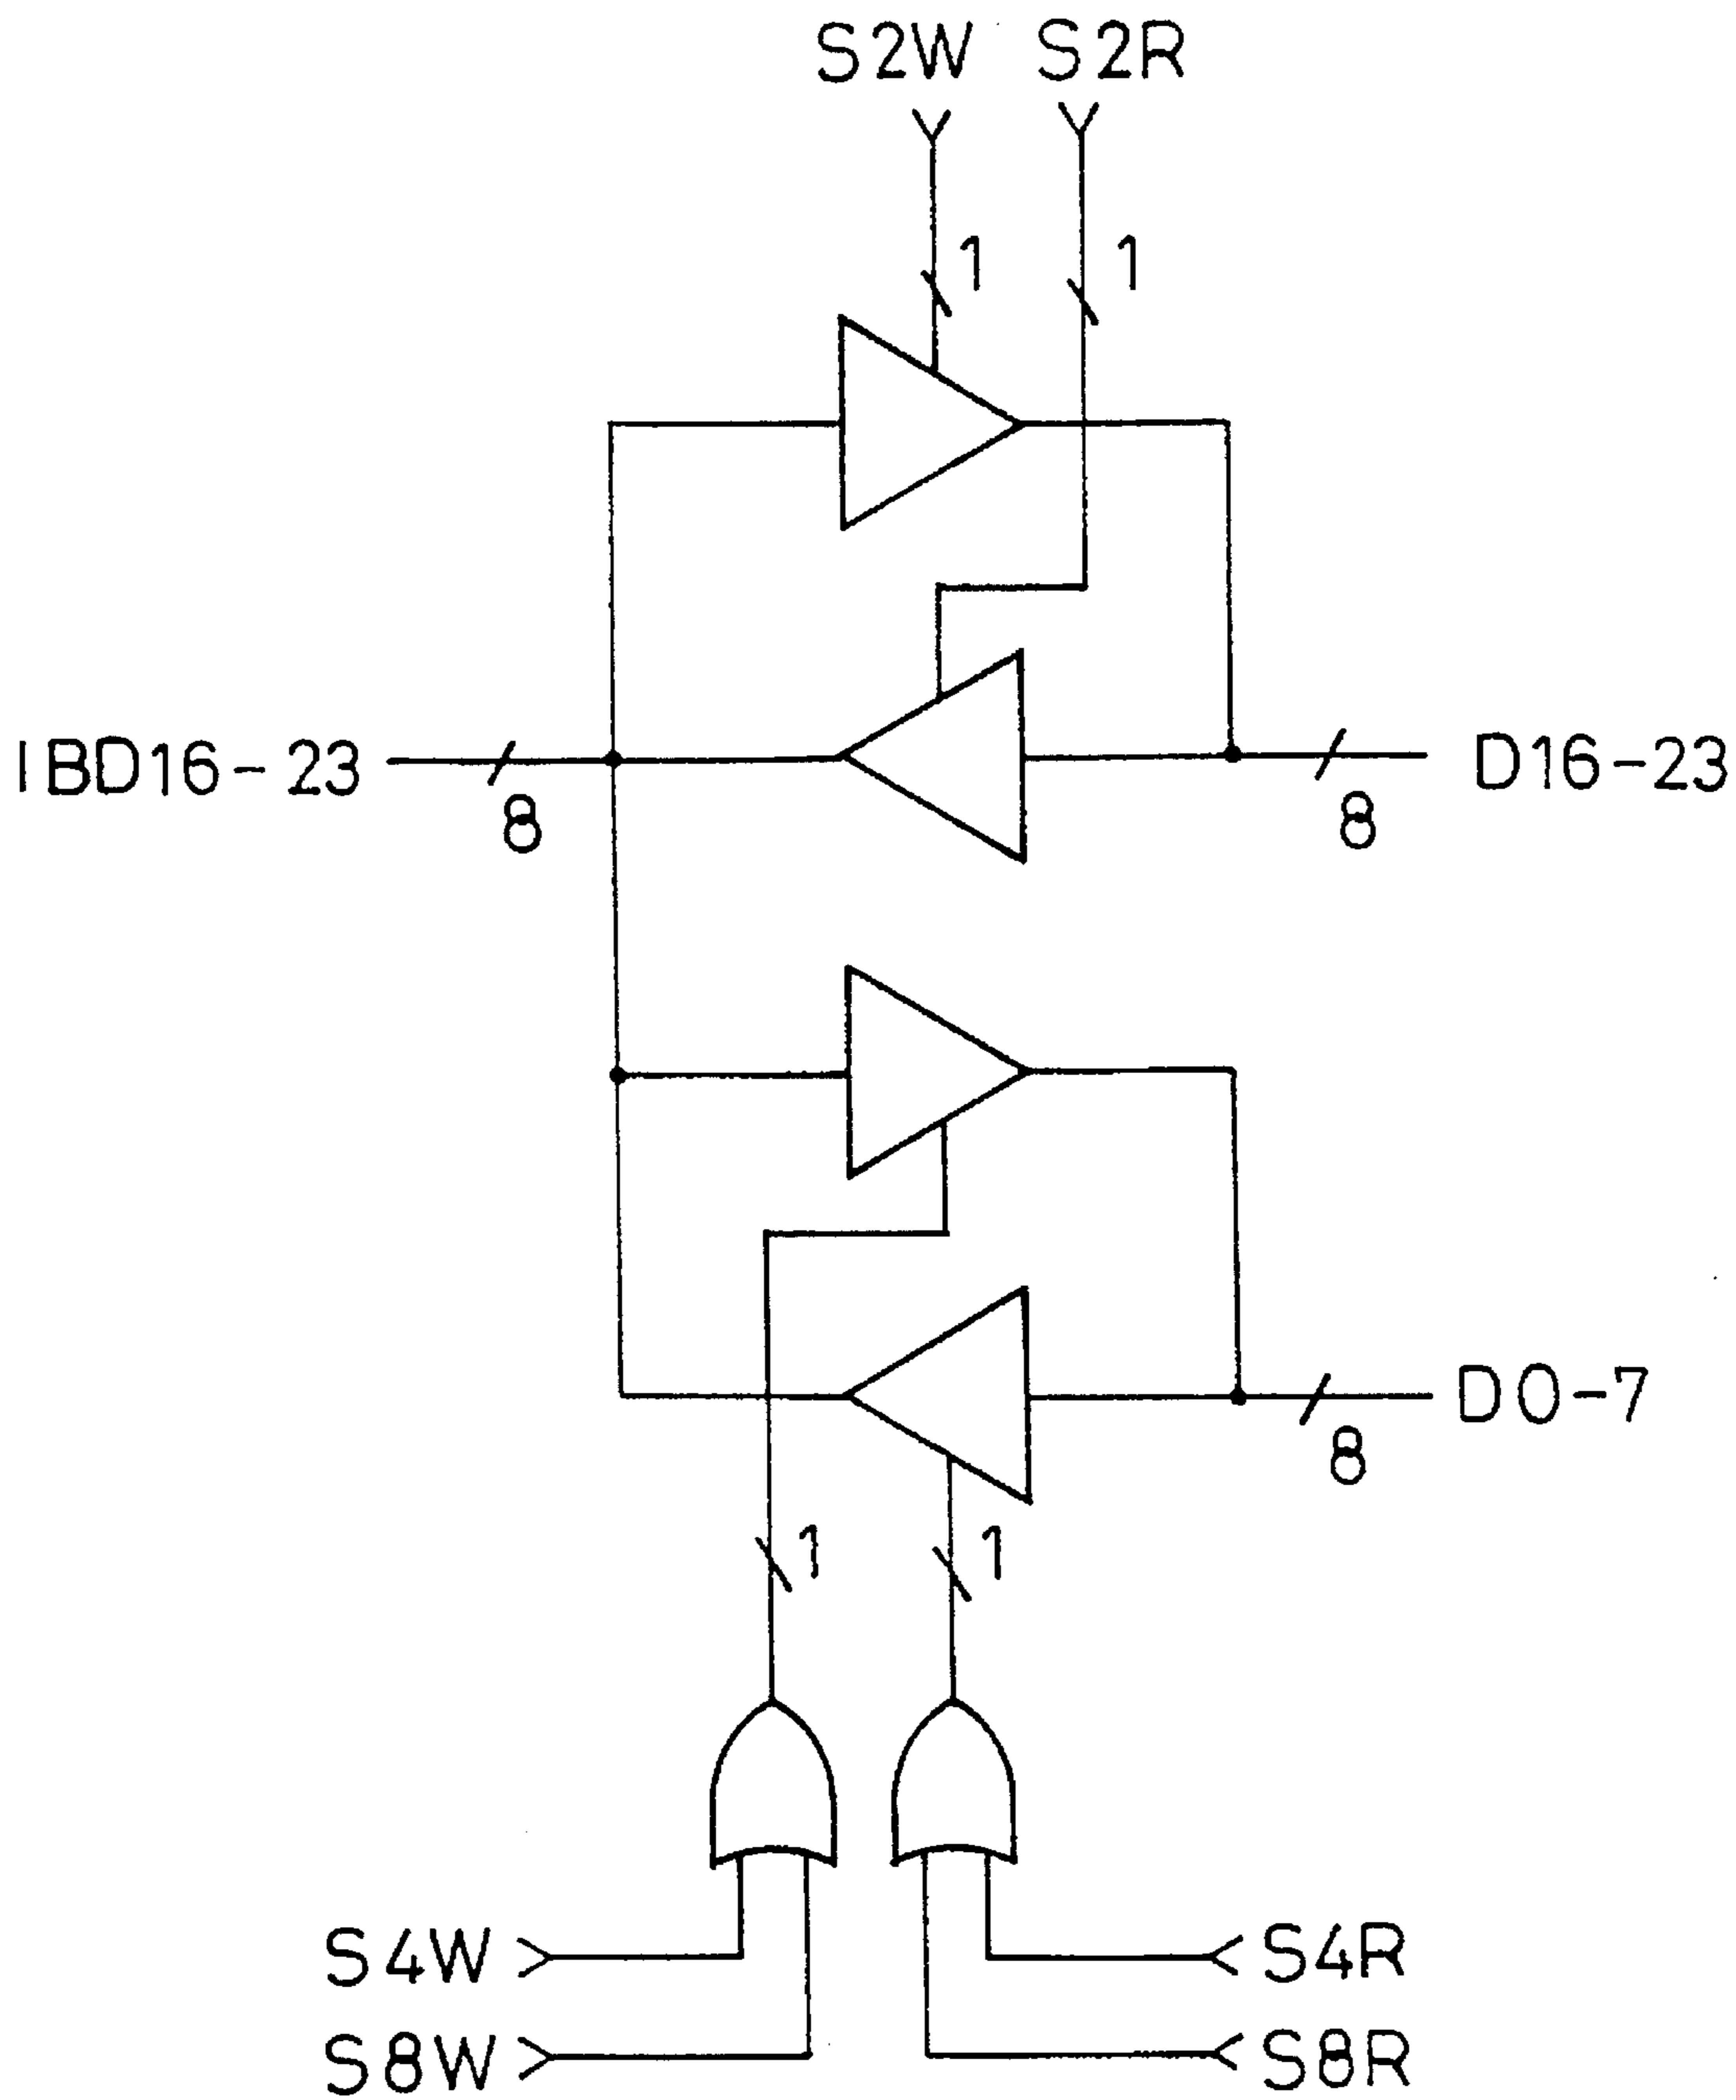 S2W S2R
1 1
IBD16-23 D16-23
8 8
D0-7
8
1 1
S4W S4R
S8W S8R